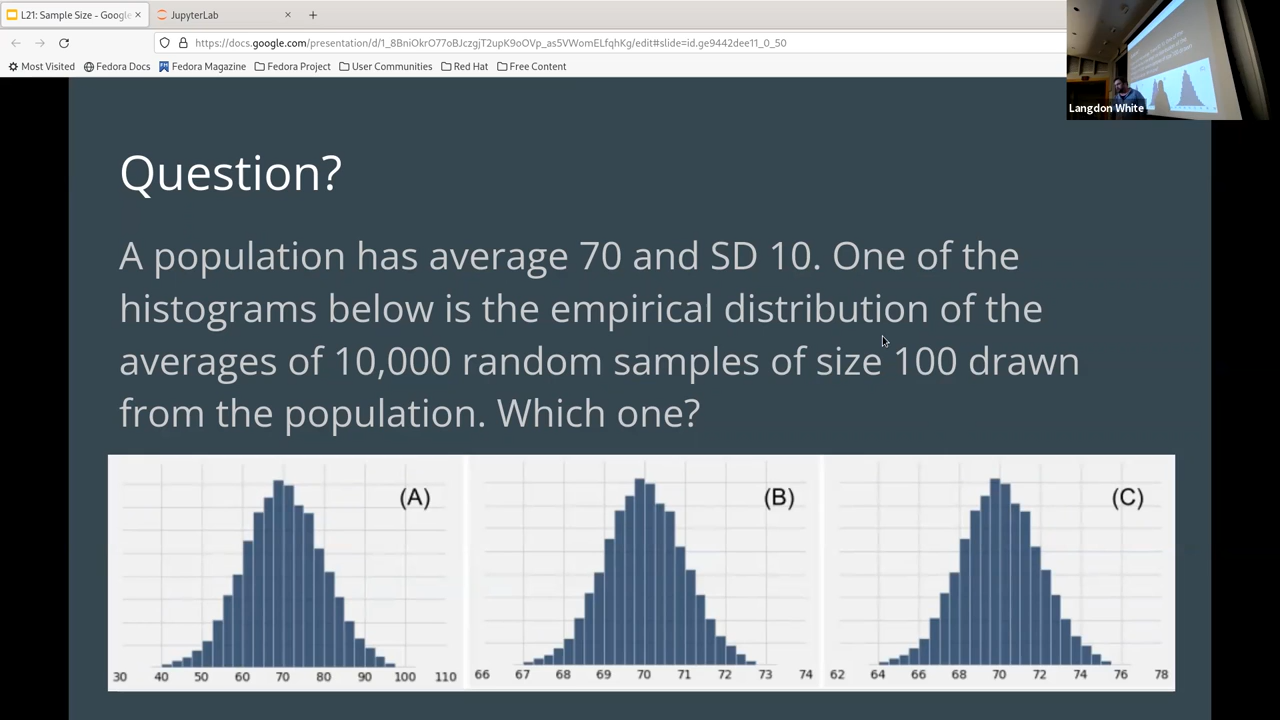 L21: Sample Size - Google
JupyterLab
https://docs.google.com/presentation/d/1_8BniOkrO77oBJczgjT2upK9oOVp_as5VWomELfqhKg/edit#slide=id.ge9442dee11_0_50
Most Visited Fedora Docs Fedora Magazine Fedora Project User Communities Red Hat Free Content
Langdon White
Question?
A population has average 70 and SD 10. One of the
histograms below is the empirical distribution of the
averages of 10,000 random samples of size 100 drawn
from the population. Which one?
(A)
30 40 50 60 70 80 90 100 110
(B)
66 67 68 69 70 71 72 73 74
(C)
62 64 66 68 70 72 74 76 78